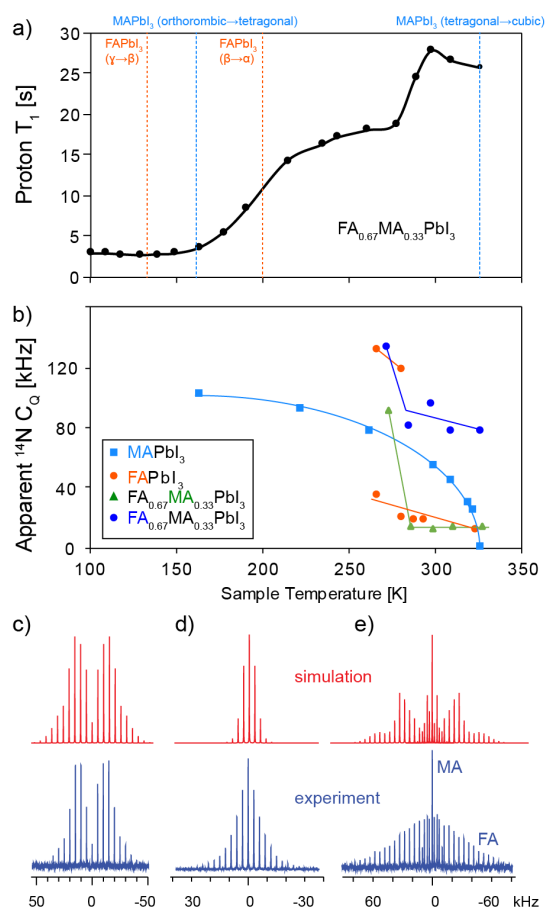 MAPbI₃ (orthorombic→tetragonal)
MAPbI₃ (tetragonal→cubic)
a)
30
25
20
15
10
5
0
Proton T₁ [s]
FAPbI₃
(γ→β)
FAPbI₃
(β→α)
FA₀.₆₇MA₀.₃₃PbI₃
b)
120
80
40
0
Apparent ¹⁴N C_Q [kHz]
MAPbI₃
FAPbI₃
FA₀.₆₇MA₀.₃₃PbI₃
FA₀.₆₇MA₀.₃₃PbI₃
100
150
200
250
300
350
Sample Temperature [K]
c)
d)
e)
simulation
experiment
MA
FA
50
0
-50
30
0
-30
60
0
-60
kHz